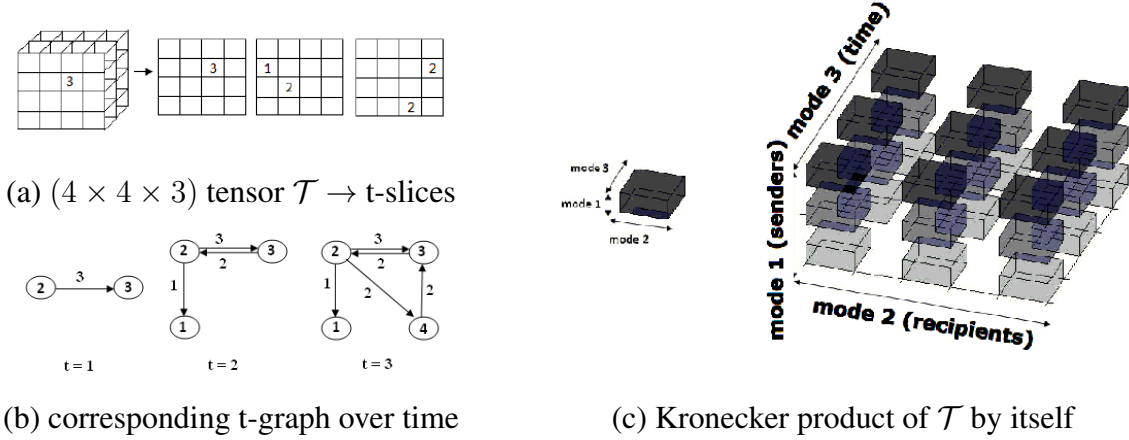 3
3
1
2
2
2
(a) (4 × 4 × 3) tensor 𝒯 → t-slices
2 3 3
t = 1
2 3 3 2
1 1
t = 2
2 3 3 2
1 2 2
1 4
t = 3
(b) corresponding t-graph over time
mode 3
mode 1
mode 2
mode 3 (time)
mode 1 (senders)
mode 2 (recipients)
(c) Kronecker product of 𝒯 by itself